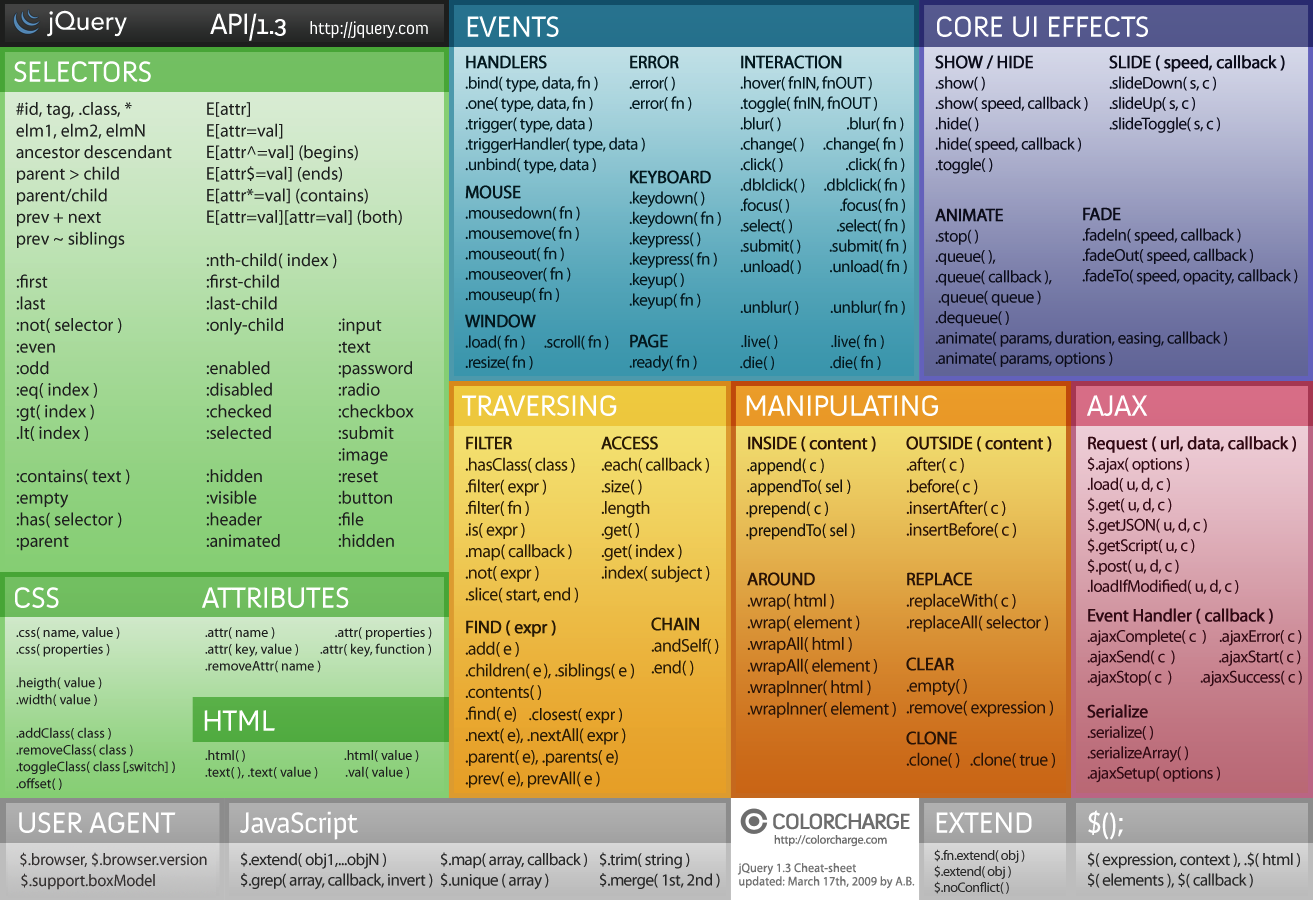 jQuery API/1.3 http://jquery.com
SELECTORS
#id, tag, .class, *
elm1, elm2, elmN
ancestor descendant
parent > child
parent/child
prev + next
prev ~ siblings
:first
:last
:not( selector )
:even
:odd
:eq( index )
:gt( index )
.lt( index )
:contains( text )
:empty
:has( selector )
:parent
E[attr]
E[attr=val]
E[attr^=val] (begins)
E[attr$=val] (ends)
E[attr*=val] (contains)
E[attr=val][attr=val] (both)
:nth-child( index )
:first-child
:last-child
:only-child
:enabled
:disabled
:checked
:selected
:hidden
:visible
:header
:animated
:input
:text
:password
:radio
:checkbox
:submit
:image
:reset
:button
:file
:hidden
CSS
.css( name, value )
.css( properties )
.heigth( value )
.width( value )
.addClass( class )
.removeClass( class )
.toggleClass( class [,switch] )
.offset( )
ATTRIBUTES
.attr( name ) .attr( properties )
.attr( key, value ) .attr( key, function )
.removeAttr( name )
HTML
.html( ) .html( value )
.text( ), .text( value ) .val( value )
EVENTS
HANDLERS
.bind( type, data, fn )
.one( type, data, fn )
.trigger( type, data )
.triggerHandler( type, data )
.unbind( type, data )
MOUSE
.mousedown( fn )
.mousemove( fn )
.mouseout( fn )
.mouseover( fn )
.mouseup( fn )
WINDOW
.load( fn ) .scroll( fn )
.resize( fn )
ERROR
.error( )
.error( fn )
KEYBOARD
.keydown( )
.keydown( fn )
.keypress( )
.keypress( fn )
.keyup( )
.keyup( fn )
PAGE
.ready( fn )
INTERACTION
.hover( fnIN, fnOUT )
.toggle( fnIN, fnOUT )
.blur( ) .blur( fn )
.change( ) .change( fn )
.click( ) .click( fn )
.dblclick( ) .dblclick( fn )
.focus( ) .focus( fn )
.select( ) .select( fn )
.submit( ) .submit( fn )
.unload( ) .unload( fn )
.unblur( ) .unblur( fn )
.live( ) .live( fn )
.die( ) .die( fn )
CORE UI EFFECTS
SHOW / HIDE
.show( )
.show( speed, callback )
.hide( )
.hide( speed, callback )
.toggle( )
SLIDE ( speed, callback )
.slideDown( s, c )
.slideUp( s, c )
.slideToggle( s, c )
ANIMATE
.stop( )
.queue( ),
.queue( callback ),
.queue( queue )
.dequeue( )
.animate( params, duration, easing, callback )
.animate( params, options )
FADE
.fadeIn( speed, callback )
.fadeOut( speed, callback )
.fadeTo( speed, opacity, callback )
TRAVERSING
FILTER
.hasClass( class )
.filter( expr )
.filter( fn )
.is( expr )
.map( callback )
.not( expr )
.slice( start, end )
ACCESS
.each( callback )
.size( )
.length
.get( )
.get( index )
.index( subject )
FIND ( expr )
.add( e )
.children( e ), .siblings( e )
.contents( )
.find( e) .closest( expr )
.next( e), .nextAll( expr )
.parent( e), .parents( e )
.prev( e), prevAll( e )
CHAIN
.andSelf( )
.end( )
MANIPULATING
INSIDE ( content )
.append( c )
.appendTo( sel )
.prepend( c )
.prependTo( sel )
OUTSIDE ( content )
.after( c )
.before( c )
.insertAfter( c )
.insertBefore( c )
AROUND
.wrap( html )
.wrap( element )
.wrapAll( html )
.wrapAll( element )
.wrapInner( html )
.wrapInner( element )
REPLACE
.replaceWith( c )
.replaceAll( selector )
CLEAR
.empty( )
.remove( expression )
CLONE
.clone( ) .clone( true )
AJAX
Request ( url, data, callback )
$.ajax( options )
.load( u, d, c )
$.get( u, d, c )
$.getJSON( u, d, c )
$.getScript( u, c )
$.post( u, d, c )
.loadIfModified( u, d, c )
Event Handler ( callback )
.ajaxComplete( c ) .ajaxError( c )
.ajaxSend( c ) .ajaxStart( c )
.ajaxStop( c ) .ajaxSuccess( c )
Serialize
.serialize( )
.serializeArray( )
.ajaxSetup( options )
USER AGENT
$.browser, $.browser.version
$.support.boxModel
JavaScript
$.extend( obj1,...objN ) $.map( array, callback ) $.trim( string )
$.grep( array, callback, invert ) $.unique ( array ) $.merge( 1st, 2nd )
COLORCHARGE
http://colorcharge.com
jQuery 1.3 Cheat-sheet
updated: March 17th, 2009 by A.B.
EXTEND
$.fn.extend( obj )
$.extend( obj )
$.noConflict( )
$();
$( expression, context ), .$( html )
$( elements ), $( callback )